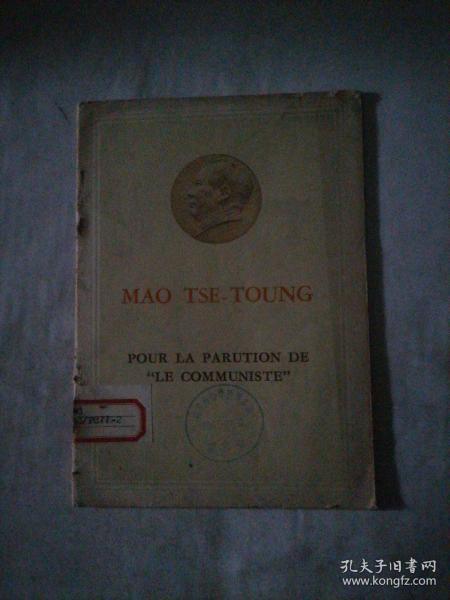 MAO TSE-TOUNG
POUR LA PARUTION DE
"LE COMMUNISTE"
孔夫子旧书网
www.kongfz.com